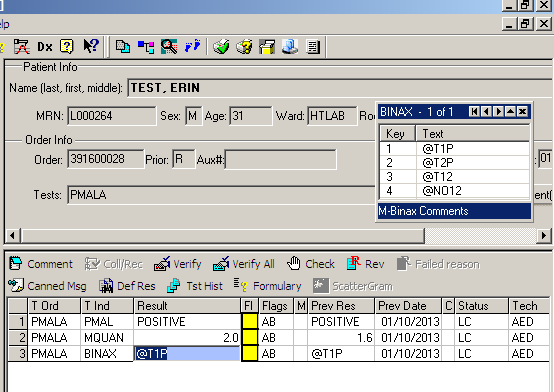 elp
Dx
Patient Info
Name (last, first, middle): TEST, ERIN
MRN: L000264 Sex: M Age: 31 Ward: HTLAB Ro
Order Info
Order: 391600028 Prior: R Aux#: 01
Tests: PMALA ent(
BINAX - 1 of 1
Key Text
1 @T1P
2 @T2P
3 @T12
4 @NO12
M-Binax Comments
Comment Coll/Rec Verify Verify All Check Rev Failed reason
Canned Msg Def Res Tst Hist Formulary ScatterGram
T Ord T Ind Result Fl Flags M Prev Res Prev Date C Status Tech
1 PMALA PMAL POSITIVE AB POSITIVE 01/10/2013 LC AED
2 PMALA MQUAN 2.0 AB 1.6 01/10/2013 LC AED
3 PMALA BINAX @T1P AB @T1P 01/10/2013 LC AED